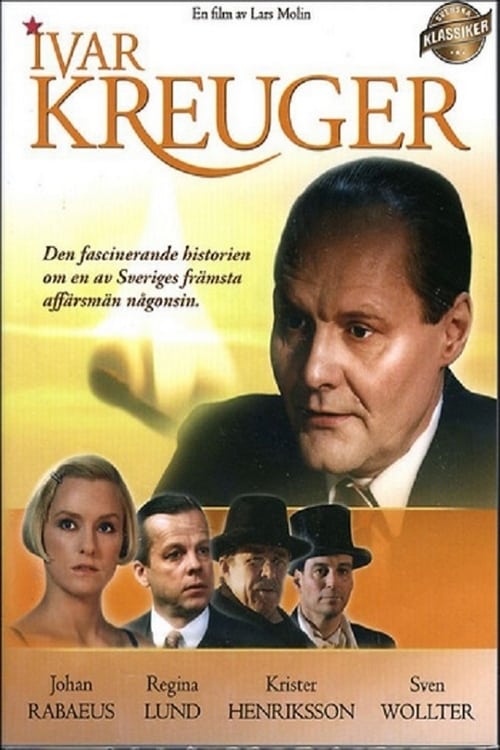 En film av Lars Molin
SVENSKA
KLASSIKER
IVAR
KREUGER
Den fascinerande historien
om en av Sveriges främsta
affärsmän någonsin.
Johan Regina Krister Sven
RABAEUS LUND HENRIKSSON WOLLTER